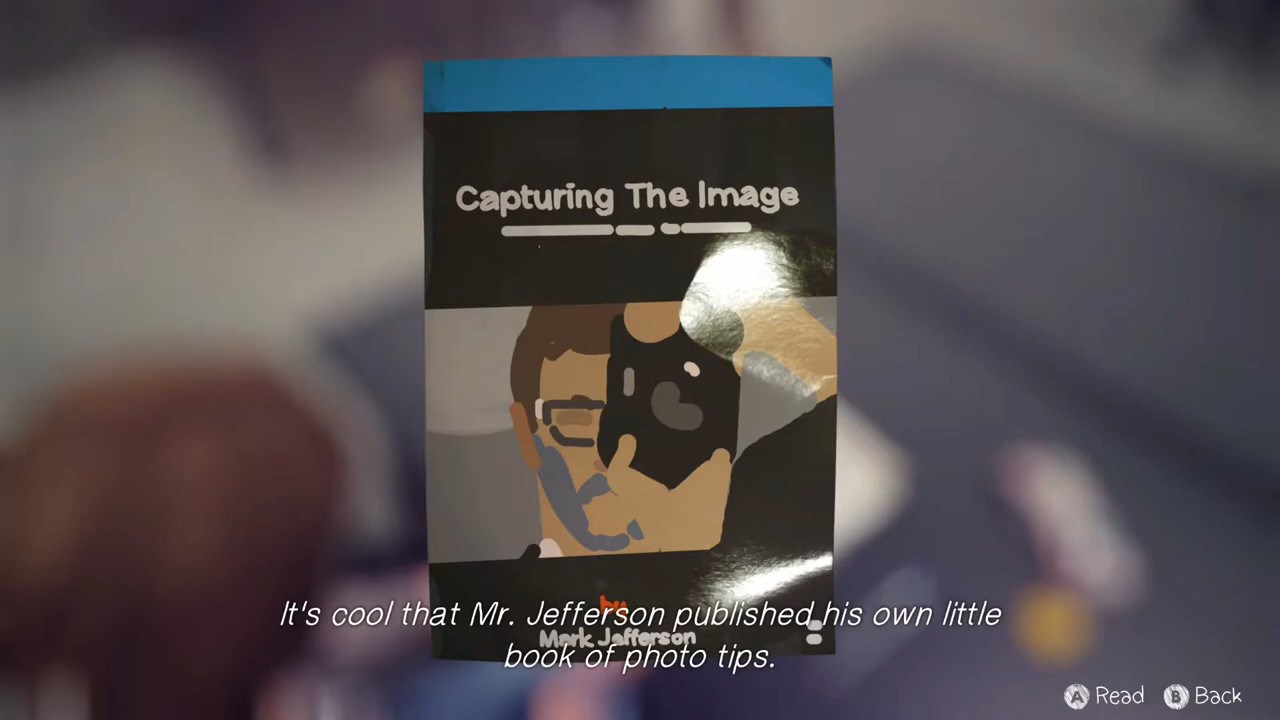 Capturing The Image
by
Mark Jefferson
It's cool that Mr. Jefferson published his own little
book of photo tips.
A Read B Back